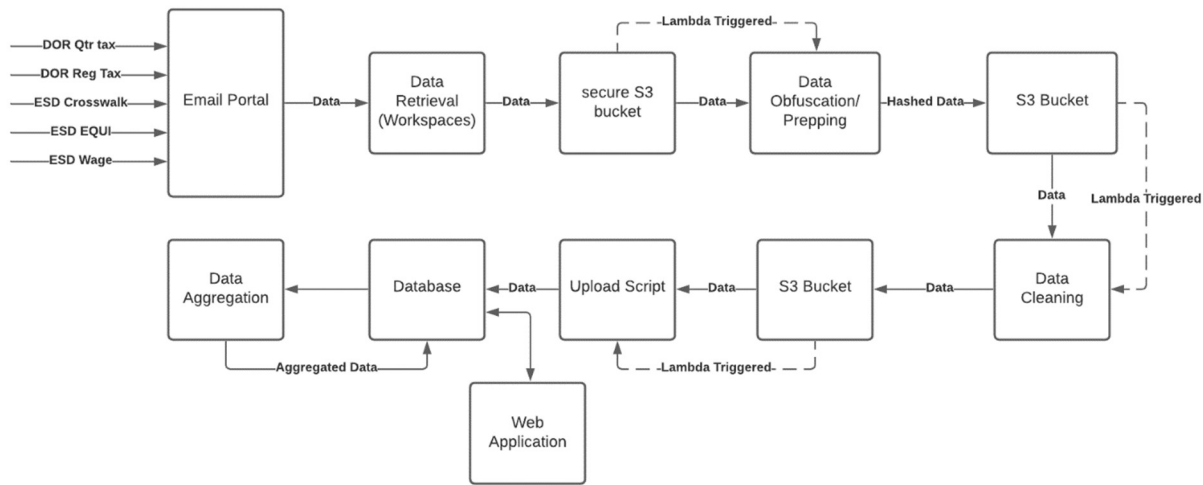 DOR Qtr tax
DOR Reg Tax
ESD Crosswalk
ESD EQUI
ESD Wage
Email Portal
Data
Data
Retrieval
(Workspaces)
Data
secure S3
bucket
Lambda Triggered
Data
Data
Obfuscation/
Prepping
Hashed Data
S3 Bucket
Data
Lambda Triggered
Data
Cleaning
Data
S3 Bucket
Data
Lambda Triggered
Upload Script
Data
Database
Data
Aggregation
Aggregated Data
Web
Application